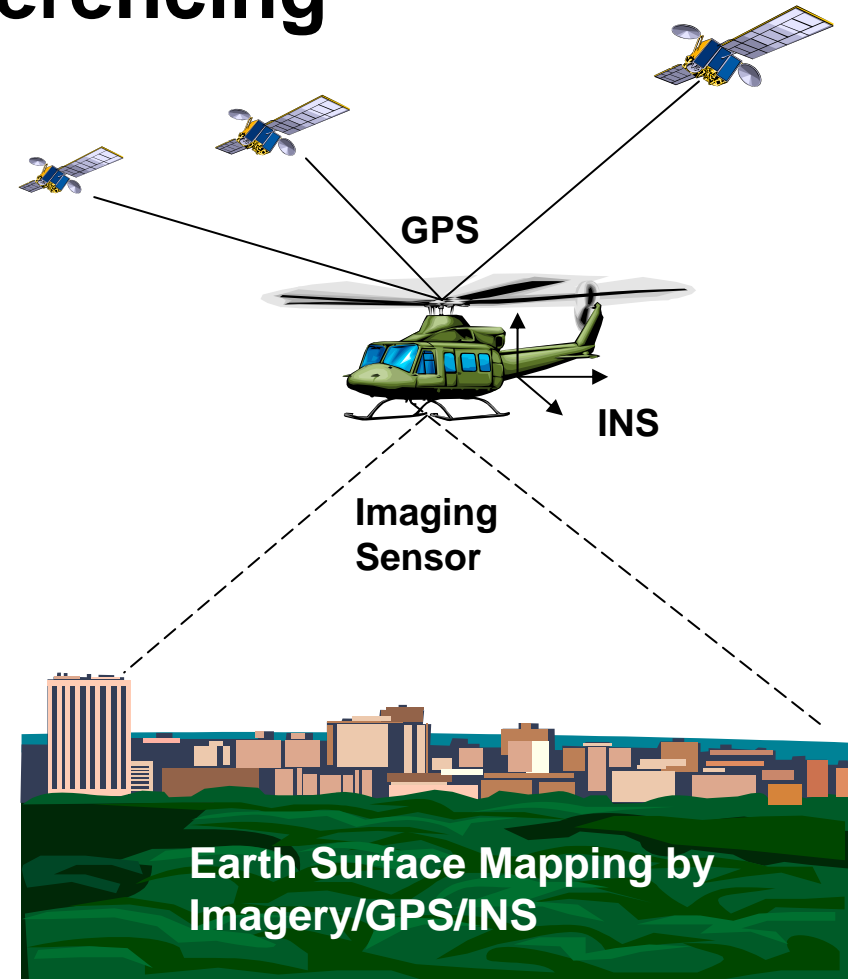 GPS
INS
Imaging
Sensor
Earth Surface Mapping by
Imagery/GPS/INS